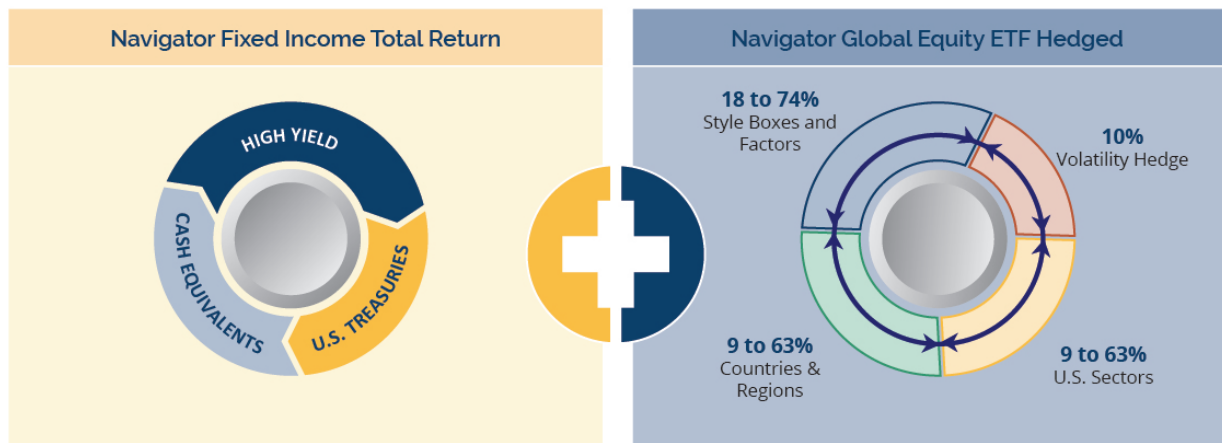 Navigator Fixed Income Total Return
HIGH YIELD
CASH EQUIVALENTS
U.S. TREASURIES
Navigator Global Equity ETF Hedged
18 to 74%
Style Boxes and
Factors
10%
Volatility Hedge
9 to 63%
Countries &
Regions
9 to 63%
U.S. Sectors